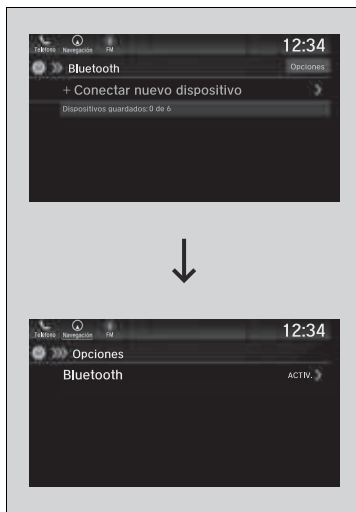 Teléfono Navegación FM 12:34
Bluetooth Opciones
+ Conectar nuevo dispositivo
Dispositivos guardados: 0 de 6
Teléfono Navegación FM 12:34
Opciones
Bluetooth ACTIV.